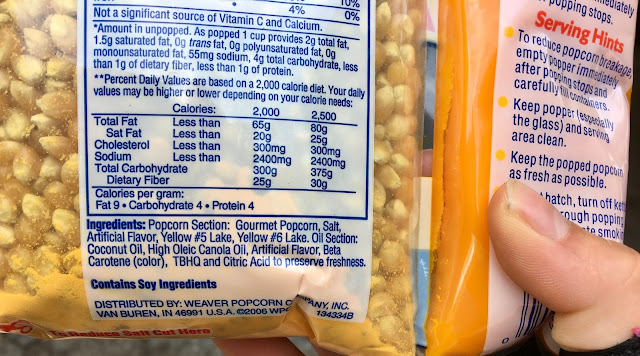 10%
4% 0%
Not a significant source of Vitamin C and Calcium.
*Amount in unpopped. As popped 1 cup provides 2g total fat,
1.5g saturated fat, 0g trans fat, 0g polyunsaturated fat, 0g
monounsaturated fat, 55mg sodium, 4g total carbohydrate, less
than 1g of dietary fiber, less than 1g of protein.
**Percent Daily Values are based on a 2,000 calorie diet. Your daily
values may be higher or lower depending on your calorie needs:
Calories: 2,000 2,500
Total Fat Less than 65g 80g
Sat Fat Less than 20g 25g
Cholesterol Less than 300mg 300mg
Sodium Less than 2400mg 2400mg
Total Carbohydrate 300g 375g
Dietary Fiber 25g 30g
Calories per gram:
Fat 9 • Carbohydrate 4 • Protein 4
Ingredients: Popcorn Section: Gourmet Popcorn, Salt,
Artificial Flavor, Yellow #5 Lake, Yellow #6 Lake. Oil Section:
Coconut Oil, High Oleic Canola Oil, Artificial Flavor, Beta
Carotene (color), TBHQ and Citric Acid to preserve freshness.
Contains Soy Ingredients
DISTRIBUTED BY: WEAVER POPCORN COMPANY, INC.
VAN BUREN, IN 46991 U.S.A. ©2006 WPC 134334B
To Reduce Salt Cut Here
immediately
popping stops.
Serving Hints
• To reduce popcorn breakage
empty popper immediately
after popping stops and
carefully fill containers.
• Keep popper (especially
the glass) and serving
area clean.
• Keep the popped popcorn
as fresh as possible.
batch, turn off
rough popping